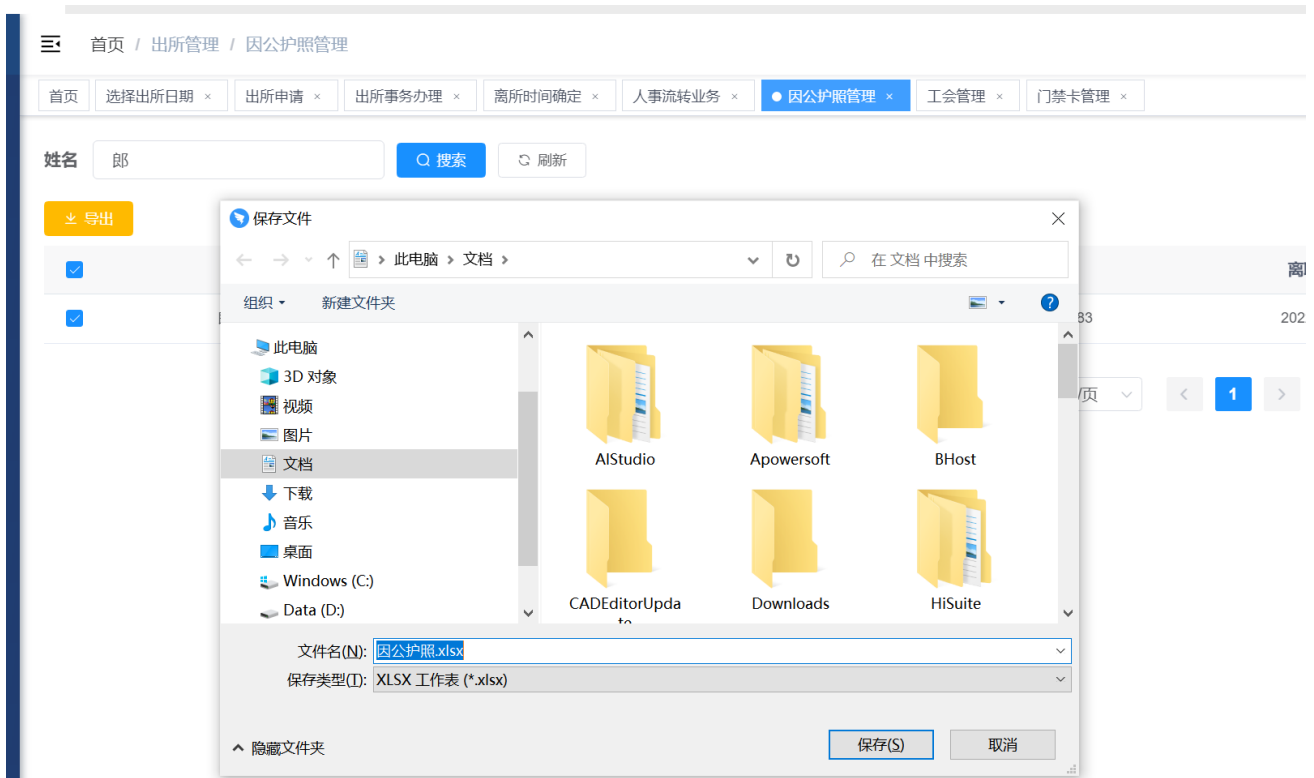 首页 / 出所管理 / 因公护照管理
首页 选择出所日期 × 出所申请 × 出所事务办理 × 离所时间确定 × 人事流转业务 × 因公护照管理 × 工会管理 × 门禁卡管理 ×
姓名 郎 搜索 刷新
导出
保存文件
此电脑 > 文档 >
在 文档 中搜索
组织 新建文件夹
此电脑
3D 对象
视频
图片
文档
下载
音乐
桌面
Windows (C:)
Data (D:)
AIStudio Apowersoft BHost
CADEditorUpda
Downloads HiSuite
文件名(N): 因公护照.xlsx
保存类型(T): XLSX 工作表 (*.xlsx)
隐藏文件夹 保存(S) 取消
离
83 202
页 1